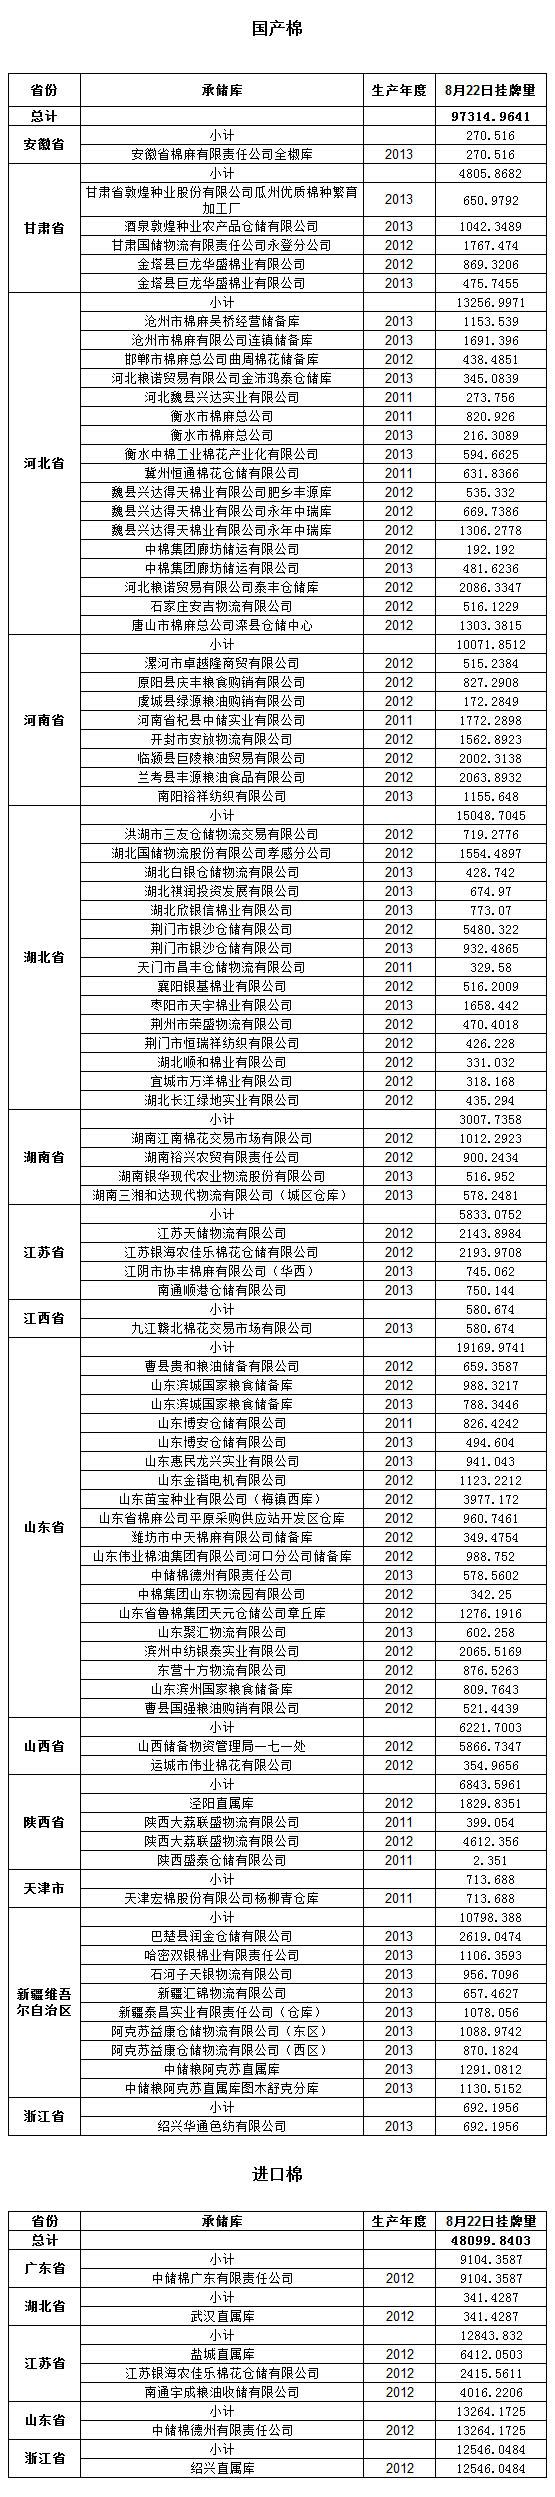 国产棉
省份 承储库 生产年度 8月22日挂牌量
总计 97314.9641
安徽省 小计 270.516
安徽省棉麻有限责任公司全椒库 2013 270.516
甘肃省 小计 4805.8682
甘肃省敦煌种业股份有限公司瓜州优质棉种繁育
加工厂 2013 650.9792
酒泉敦煌种业农产品仓储有限公司 2013 1042.3489
甘肃国储物流有限责任公司永登分公司 2012 1767.474
金塔县巨龙华盛棉业有限公司 2012 869.3206
金塔县巨龙华盛棉业有限公司 2013 475.7455
河北省 小计 13256.9971
沧州市棉麻吴桥经营储备库 2013 1153.539
沧州市棉麻有限公司连镇储备库 2013 1691.396
邯郸市棉麻总公司曲周棉花储备库 2012 438.4851
河北粮诺贸易有限公司金沛鸿泰仓储库 2013 345.0839
河北魏县兴达实业有限公司 2011 273.756
衡水市棉麻总公司 2011 820.926
衡水市棉麻总公司 2013 216.3089
衡水中棉工业棉花产业化有限公司 2013 594.6625
冀州恒通棉花仓储有限公司 2011 631.8366
魏县兴达得天棉业有限公司肥乡丰源库 2012 535.332
魏县兴达得天棉业有限公司永年中瑞库 2012 669.7386
魏县兴达得天棉业有限公司永年中瑞库 2012 1306.2778
中棉集团廊坊储运有限公司 2012 192.192
中棉集团廊坊储运有限公司 2013 481.6236
河北粮诺贸易有限公司泰丰仓储库 2012 2086.3347
石家庄安吉物流有限公司 2012 516.1229
唐山市棉麻总公司滦县仓储中心 2012 1303.3815
河南省 小计 10071.8512
漯河市卓越隆商贸有限公司 2012 515.2384
原阳县庆丰粮食购销有限公司 2012 827.2908
虞城县绿源粮油购销有限公司 2012 172.2849
河南省杞县中储实业有限公司 2011 1772.2898
开封市安放物流有限公司 2012 1562.8923
临颍县巨陵粮油贸易有限公司 2012 2002.3138
兰考县丰源粮油食品有限公司 2012 2063.8932
南阳裕祥纺织有限公司 2013 1155.648
湖北省 小计 15048.7045
洪湖市三友仓储物流交易有限公司 2012 719.2776
湖北国储物流股份有限公司孝感分公司 2012 1554.4897
湖北白银仓储物流有限公司 2013 428.742
湖北祺润投资发展有限公司 2013 674.97
湖北欣银信棉业有限公司 2013 773.07
荆门市银沙仓储有限公司 2012 5480.322
荆门市银沙仓储有限公司 2013 932.4865
天门市昌丰仓储物流有限公司 2011 329.58
襄阳银基棉业有限公司 2012 516.2009
枣阳市天宇棉业有限公司 2013 1658.442
荆州市荣盛物流有限公司 2012 470.4018
荆门市恒瑞祥纺织有限公司 2012 426.228
湖北顺和棉业有限公司 2012 331.032
宜城市万洋棉业有限公司 2012 318.168
湖北长江绿地实业有限公司 2012 435.294
湖南省 小计 3007.7358
湖南江南棉花交易市场有限公司 2012 1012.2923
湖南裕兴农贸有限责任公司 2012 900.2434
湖南银华现代农业物流股份有限公司 2013 516.952
湖南三湘和达现代物流有限公司（城区仓库） 2013 578.2481
江苏省 小计 5833.0752
江苏天储物流有限公司 2012 2143.8984
江苏银海农佳乐棉花仓储有限公司 2012 2193.9708
江阴市协丰棉麻有限公司（华西） 2013 745.062
南通顺港仓储有限公司 2013 750.144
江西省 小计 580.674
九江赣北棉花交易市场有限公司 2013 580.674
山东省 小计 19169.9741
曹县贵和粮油储备有限公司 2012 659.3587
山东滨城国家粮食储备库 2012 988.3217
山东滨城国家粮食储备库 2013 788.3446
山东博安仓储有限公司 2011 826.4242
山东博安仓储有限公司 2013 494.604
山东惠民龙兴实业有限公司 2013 941.043
山东金锴电机有限公司 2012 1123.2212
山东苗宝种业有限公司（梅镇西库） 2012 3977.172
山东省棉麻公司平原采购供应站开发区仓库 2012 960.7461
潍坊市中天棉麻有限公司储备库 2012 349.4754
山东伟业棉油集团有限公司河口分公司储备库 2012 988.752
中储棉德州有限责任公司 2013 578.5602
中棉集团山东物流园有限公司 2012 342.25
山东省鲁棉集团天元仓储公司章丘库 2012 1276.1916
山东聚汇物流有限公司 2013 602.258
滨州中纺银泰实业有限公司 2012 2065.5169
东营十方物流有限公司 2012 876.5263
山东滨州国家粮食储备库 2012 809.7643
曹县国强粮油购销有限公司 2012 521.4439
山西省 小计 6221.7003
山西储备物资管理局一七一处 2012 5866.7347
运城市伟业棉花有限公司 2012 354.9656
陕西省 小计 6843.5961
泾阳直属库 2012 1829.8351
陕西大荔联盛物流有限公司 2011 399.054
陕西大荔联盛物流有限公司 2012 4612.356
陕西盛泰仓储有限公司 2011 2.351
天津市 小计 713.688
天津宏棉股份有限公司杨柳青仓库 2011 713.688
新疆维吾
尔自治区 小计 10798.388
巴楚县润金仓储有限公司 2013 2619.0474
哈密双银棉业有限责任公司 2013 1106.3593
石河子天银物流有限公司 2013 956.7096
新疆汇锦物流有限公司 2013 657.4627
新疆泰昌实业有限责任公司（仓库） 2013 1078.056
阿克苏益康仓储物流有限公司（东区） 2013 1088.9742
阿克苏益康仓储物流有限公司（西区） 2013 870.1824
中储粮阿克苏直属库 2013 1291.0812
中储粮阿克苏直属库图木舒克分库 2013 1130.5152
浙江省 小计 692.1956
绍兴华通色纺有限公司 2013 692.1956
进口棉
省份 承储库 生产年度 8月22日挂牌量
总计 48099.8403
广东省 小计 9104.3587
中储棉广东有限责任公司 2012 9104.3587
湖北省 小计 341.4287
武汉直属库 2012 341.4287
江苏省 小计 12843.832
盐城直属库 2012 6412.0503
江苏银海农佳乐棉花仓储有限公司 2012 2415.5611
南通宇成粮油收储有限公司 2012 4016.2206
山东省 小计 13264.1725
中储棉德州有限责任公司 2012 13264.1725
浙江省 小计 12546.0484
绍兴直属库 2012 12546.0484